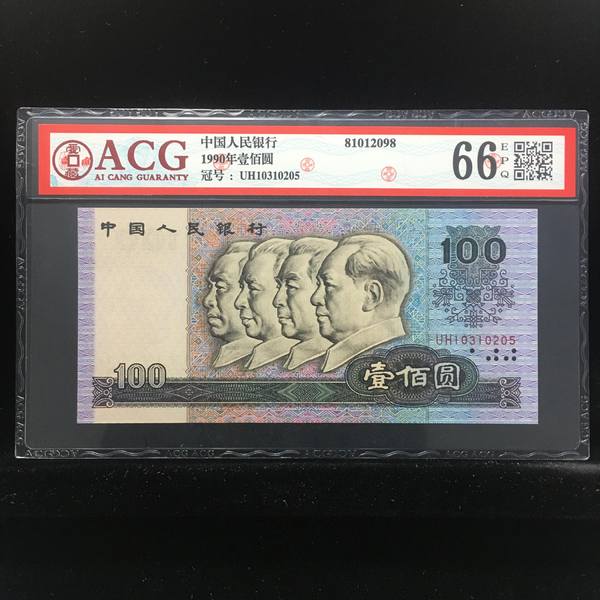 ACG
AI CANG GUARANTY
中国人民银行
1990年壹佰圆
冠号：UH10310205
81012098
66
EPQ
中国人民银行
100
UH10310205
100
壹佰圆